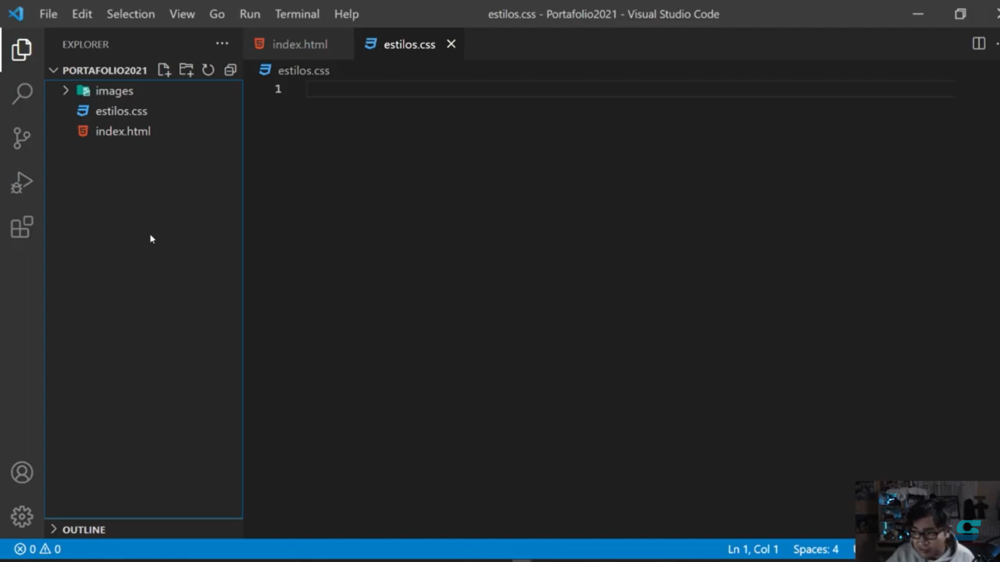 File Edit Selection View Go Run Terminal Help estilos.css - Portafolio2021 - Visual Studio Code
EXPLORER
index.html
estilos.css
PORTAFOLIO2021
estilos.css
images
1
estilos.css
index.html
OUTLINE
0 0
Ln 1, Col 1 Spaces: 4